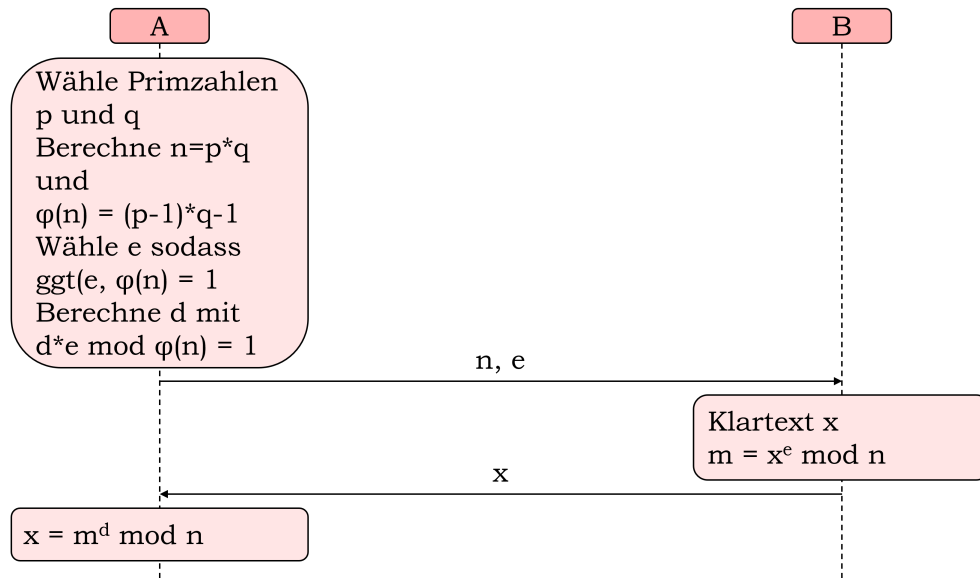 A
B
Wähle Primzahlen
p und q
Berechne n=p*q
und
φ(n) = (p-1)*q-1
Wähle e sodass
ggt(e, φ(n) = 1
Berechne d mit
d*e mod φ(n) = 1
n, e
Klartext x
m = xᵉ mod n
x
x = mᵈ mod n